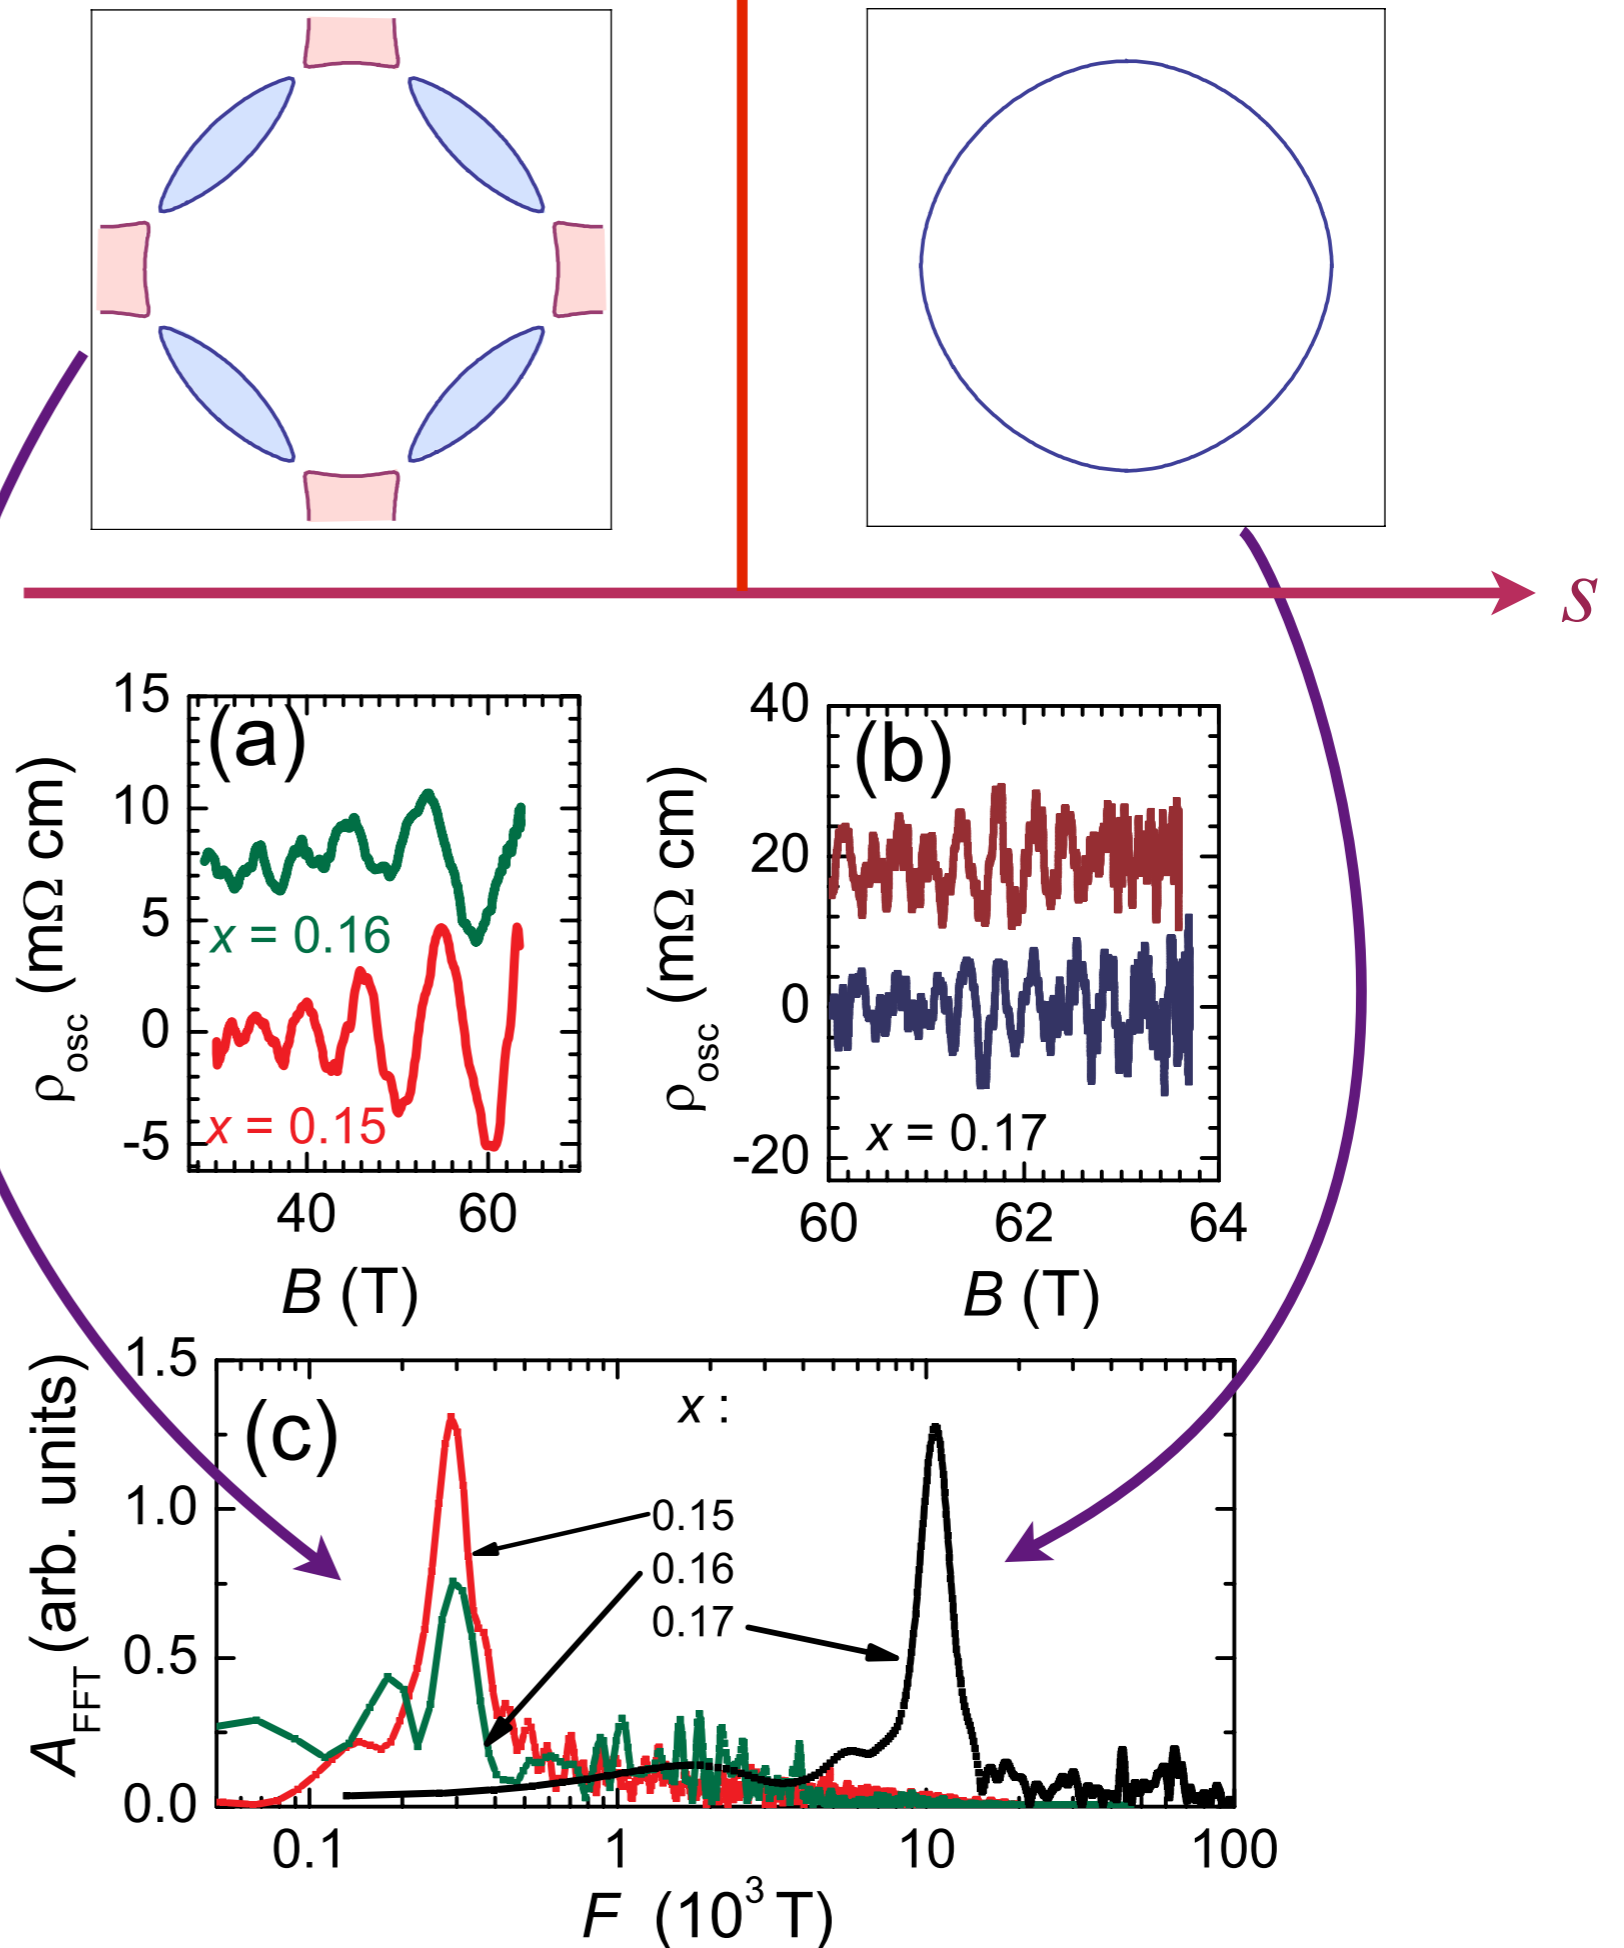 s
(a)
15
10
5
0
-5
x = 0.16
x = 0.15
40 60
B (T)
ρosc (mΩ cm)
(b)
40
20
0
-20
x = 0.17
60 62 64
B (T)
ρosc (mΩ cm)
(c)
1.5
1.0
0.5
0.0
x :
0.15
0.16
0.17
0.1 1 10 100
F (10³ T)
AFFT (arb. units)